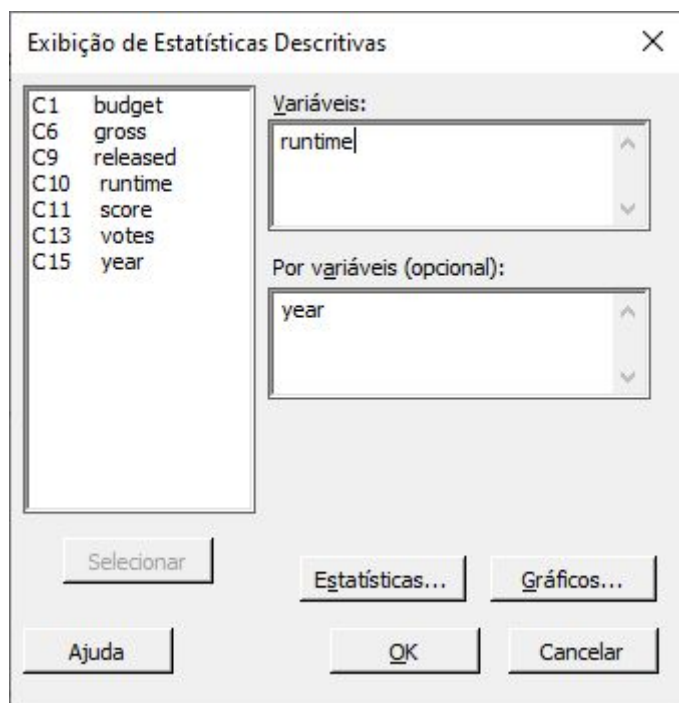 Exibição de Estatísticas Descritivas
C1 budget
C6 gross
C9 released
C10 runtime
C11 score
C13 votes
C15 year
Variáveis:
runtime
Por variáveis (opcional):
year
Selecionar
Estatísticas...
Gráficos...
Ajuda
OK
Cancelar